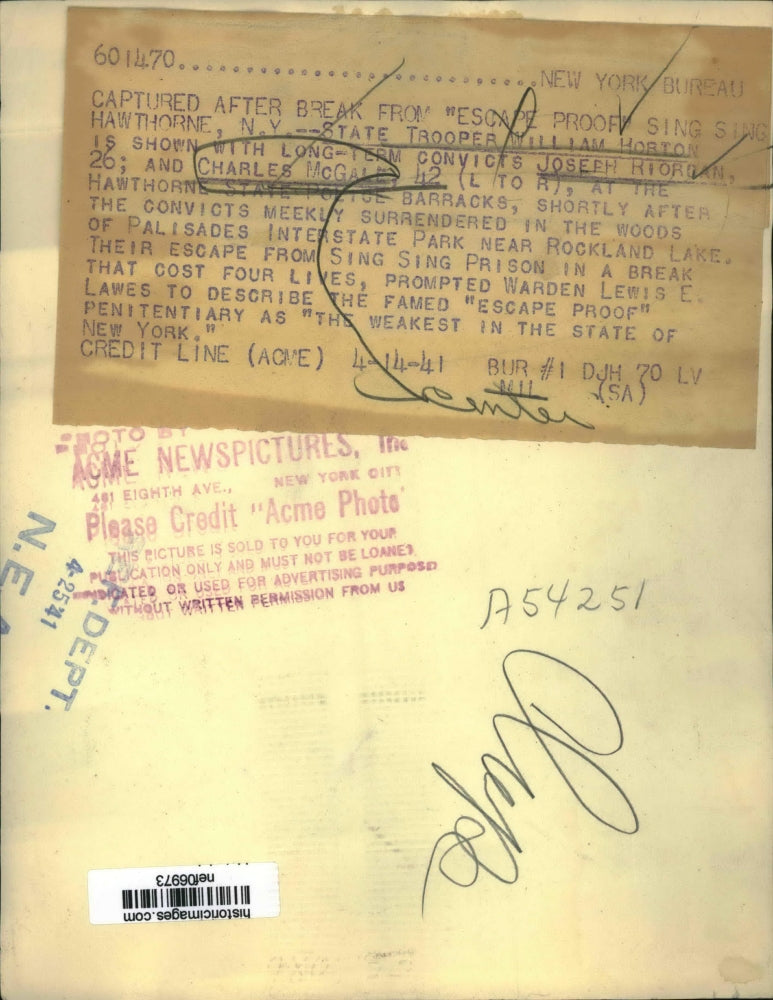 601470......................................NEW YORK BUREAU
CAPTURED AFTER BREAK FROM "ESCAPE PROOF" SING SING
HAWTHORNE, N.Y.--STATE TROOPER WILLIAM HORTON
IS SHOWN WITH LONG-TERM CONVICTS JOSEPH RIORDAN,
26; AND CHARLES McGALE, 42 (L TO R), AT THE
HAWTHORNE STATE POLICE BARRACKS, SHORTLY AFTER
THE CONVICTS MEEKLY SURRENDERED IN THE WOODS
OF PALISADES INTERSTATE PARK NEAR ROCKLAND LAKE.
THEIR ESCAPE FROM SING SING PRISON IN A BREAK
THAT COST FOUR LIVES, PROMPTED WARDEN LEWIS E.
LAWES TO DESCRIBE THE FAMED "ESCAPE PROOF"
PENITENTIARY AS "THE WEAKEST IN THE STATE OF
NEW YORK."
CREDIT LINE (ACME) 4-14-41 BUR #1 DJH 70 LV
(SA)
center
PHOTO BY
ACME NEWSPICTURES, Inc
461 EIGHTH AVE., NEW YORK CITY
Please Credit "Acme Photo"
THIS PICTURE IS SOLD TO YOU FOR YOUR
PUBLICATION ONLY AND MUST NOT BE LOANED,
SYNDICATED OR USED FOR ADVERTISING PURPOSES
WITHOUT WRITTEN PERMISSION FROM US
N.E.A.
4-25-41
DEPT.
A54251
historicimages.com
nef06973